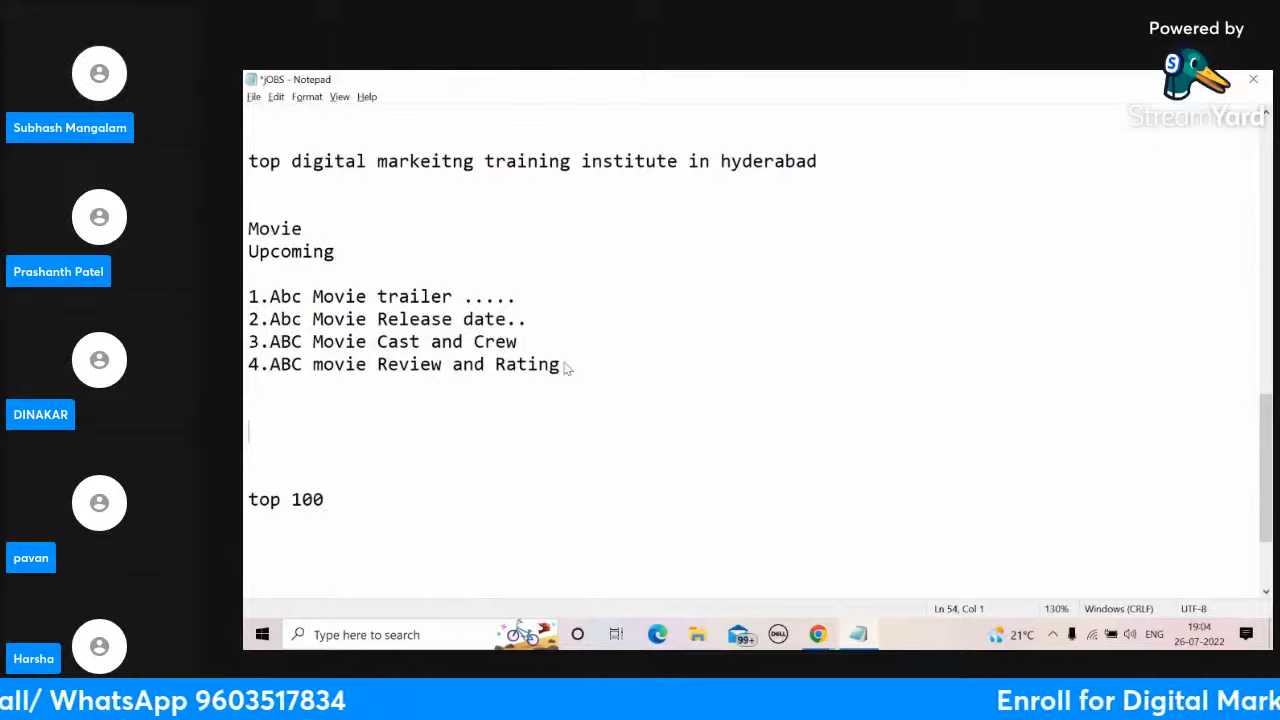 Powered by
StreamYard
Subhash Mangalam
Prashanth Patel
DINAKAR
pavan
Harsha
*jOBS - Notepad
File Edit Format View Help
top digital markeitng training institute in hyderabad
Movie
Upcoming
1.Abc Movie trailer .....
2.Abc Movie Release date..
3.ABC Movie Cast and Crew
4.ABC movie Review and Rating
top 100
Ln 54, Col 1 130% Windows (CRLF) UTF-8
Type here to search
99+
DELL
21°C
ENG
19:04
26-07-2022
all/ WhatsApp 9603517834
Enroll for Digital Mark